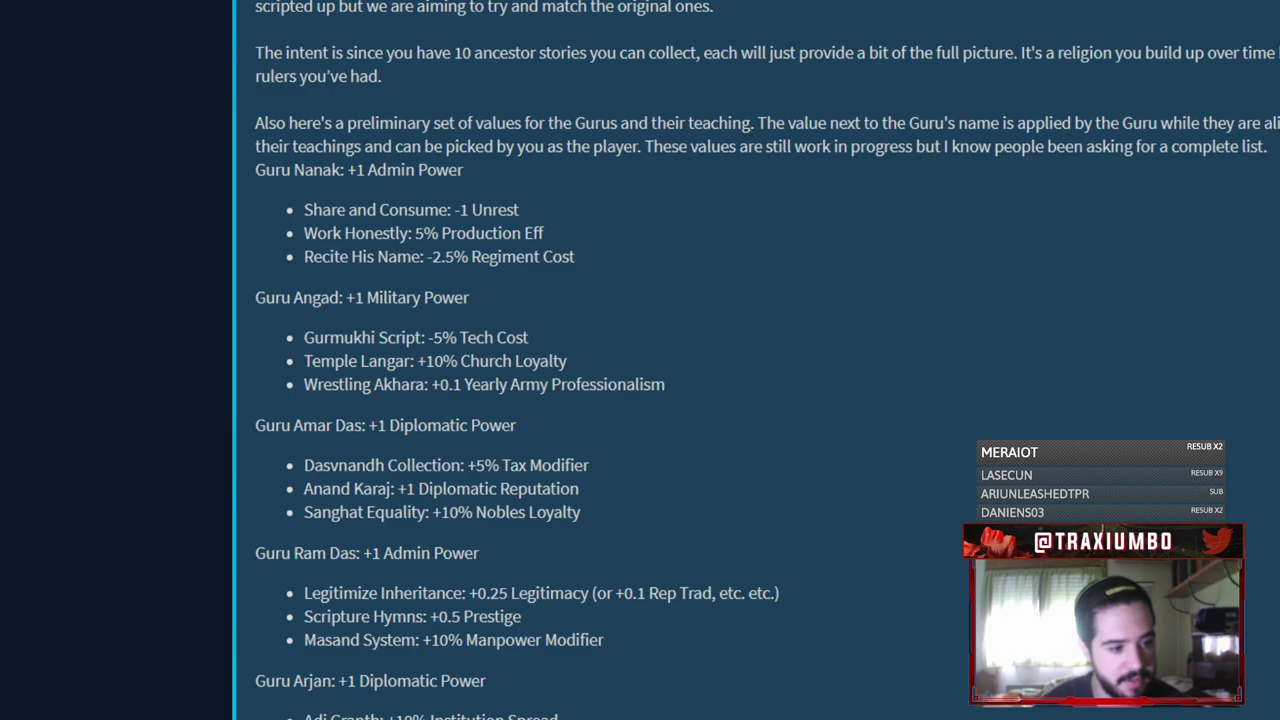 scripted up but we are aiming to try and match the original ones.
The intent is since you have 10 ancestor stories you can collect, each will just provide a bit of the full picture. It's a religion you build up over time
rulers you've had.
Also here's a preliminary set of values for the Gurus and their teaching. The value next to the Guru's name is applied by the Guru while they are
their teachings and can be picked by you as the player. These values are still work in progress but I know people been asking for a complete list.
Guru Nanak: +1 Admin Power
Share and Consume: -1 Unrest
Work Honestly: 5% Production Eff
Recite His Name: -2.5% Regiment Cost
Guru Angad: +1 Military Power
Gurmukhi Script: -5% Tech Cost
Temple Langar: +10% Church Loyalty
Wrestling Akhara: +0.1 Yearly Army Professionalism
Guru Amar Das: +1 Diplomatic Power
Dasvnandh Collection: +5% Tax Modifier
Anand Karaj: +1 Diplomatic Reputation
Sanghat Equality: +10% Nobles Loyalty
Guru Ram Das: +1 Admin Power
Legitimize Inheritance: +0.25 Legitimacy (or +0.1 Rep Trad, etc. etc.)
Scripture Hymns: +0.5 Prestige
Masand System: +10% Manpower Modifier
Guru Arjan: +1 Diplomatic Power
Adi Granth: +10% Institution Spread
MERAIOT RESUB X2
LASECUN RESUB X9
ARIUNLEASHEDTPR SUB
DANIENS03 RESUB X2
@TRAXIUMBO